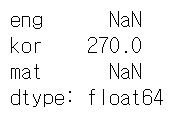 eng      NaN
kor    270.0
mat      NaN
dtype: float64